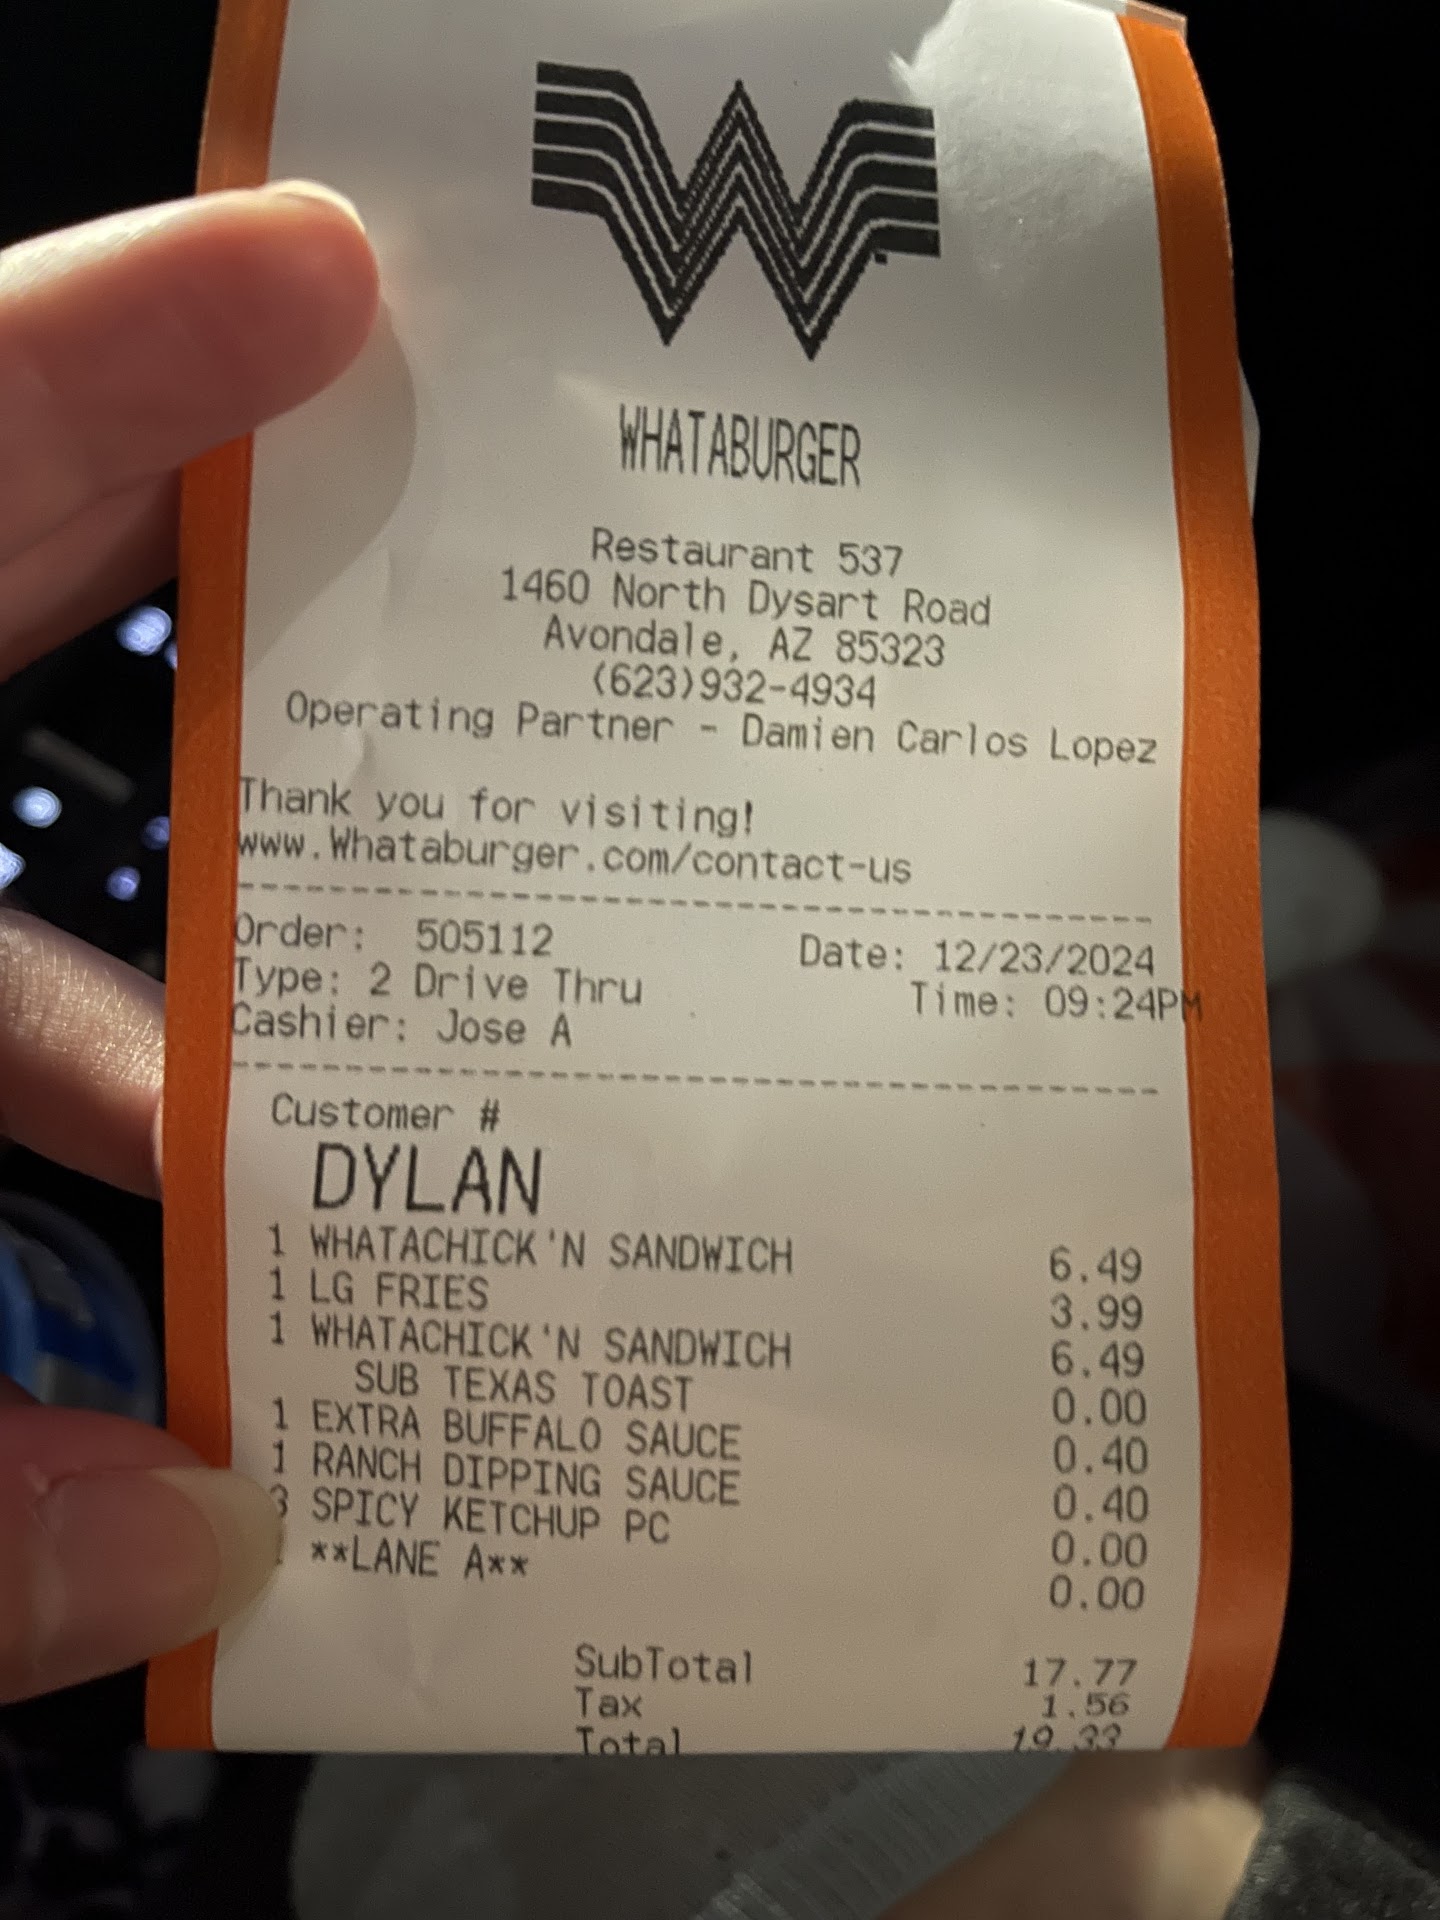 WHATABURGER
Restaurant 537
1460 North Dysart Road
Avondale, AZ 85323
(623)932-4934
Operating Partner - Damien Carlos Lopez
Thank you for visiting!
www.Whataburger.com/contact-us
Order: 505112 Date: 12/23/2024
Type: 2 Drive Thru Time: 09:24PM
Cashier: Jose A
Customer #
DYLAN
1 WHATACHICK'N SANDWICH 6.49
1 LG FRIES 3.99
1 WHATACHICK'N SANDWICH 6.49
SUB TEXAS TOAST 0.00
1 EXTRA BUFFALO SAUCE 0.40
1 RANCH DIPPING SAUCE 0.40
3 SPICY KETCHUP PC 0.00
**LANE A** 0.00
SubTotal 17.77
Tax 1.56
Total 19.33